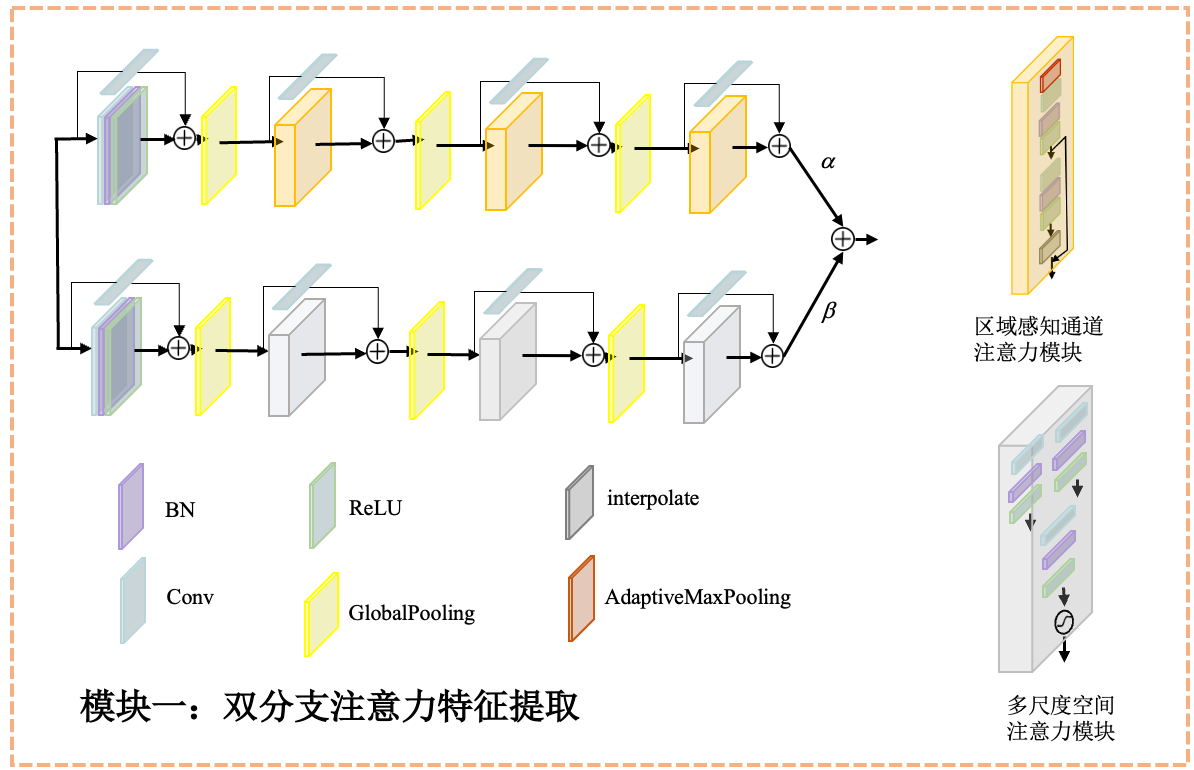 α
β
区域感知通道
注意力模块
BN
ReLU
interpolate
Conv
GlobalPooling
AdaptiveMaxPooling
多尺度空间
注意力模块
模块一：双分支注意力特征提取